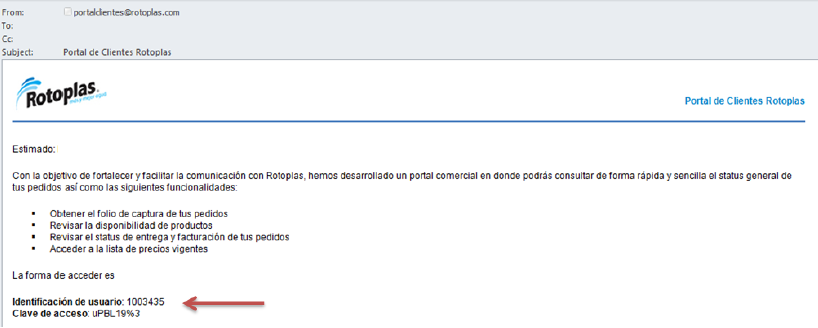 From: portalclientes@rotoplas.com
To:
Cc:
Subject: Portal de Clientes Rotoplas
Rotoplas.
más y mejor agua
Portal de Clientes Rotoplas
Estimado:
Con la objetivo de fortalecer y facilitar la comunicación con Rotoplas, hemos desarrollado un portal comercial en donde podrás consultar de forma rápida y sencilla el status general de
tus pedidos así como las siguientes funcionalidades:
▪ Obtener el folio de captura de tus pedidos
▪ Revisar la disponibilidad de productos
▪ Revisar el status de entrega y facturación de tus pedidos
▪ Acceder a la lista de precios vigentes
La forma de acceder es
Identificación de usuario: 1003435
Clave de acceso: uPBL19%3